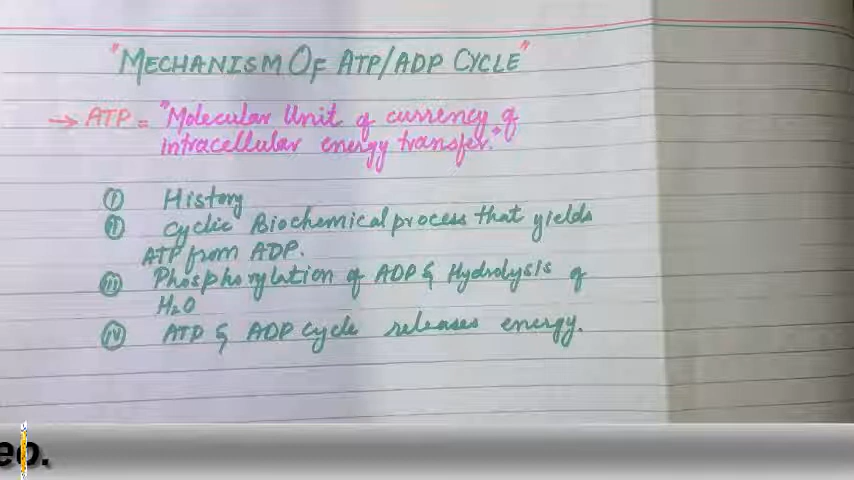 "MECHANISM OF ATP/ADP CYCLE"
→ ATP = "Molecular Unit of currency of
intracellular energy transfer."
(i) History
(ii) Cyclic Biochemical process that yields
ATP from ADP.
(iii) Phosphorylation of ADP & Hydrolysis of
H₂O
(iv) ATP & ADP cycle releases energy.
eo.